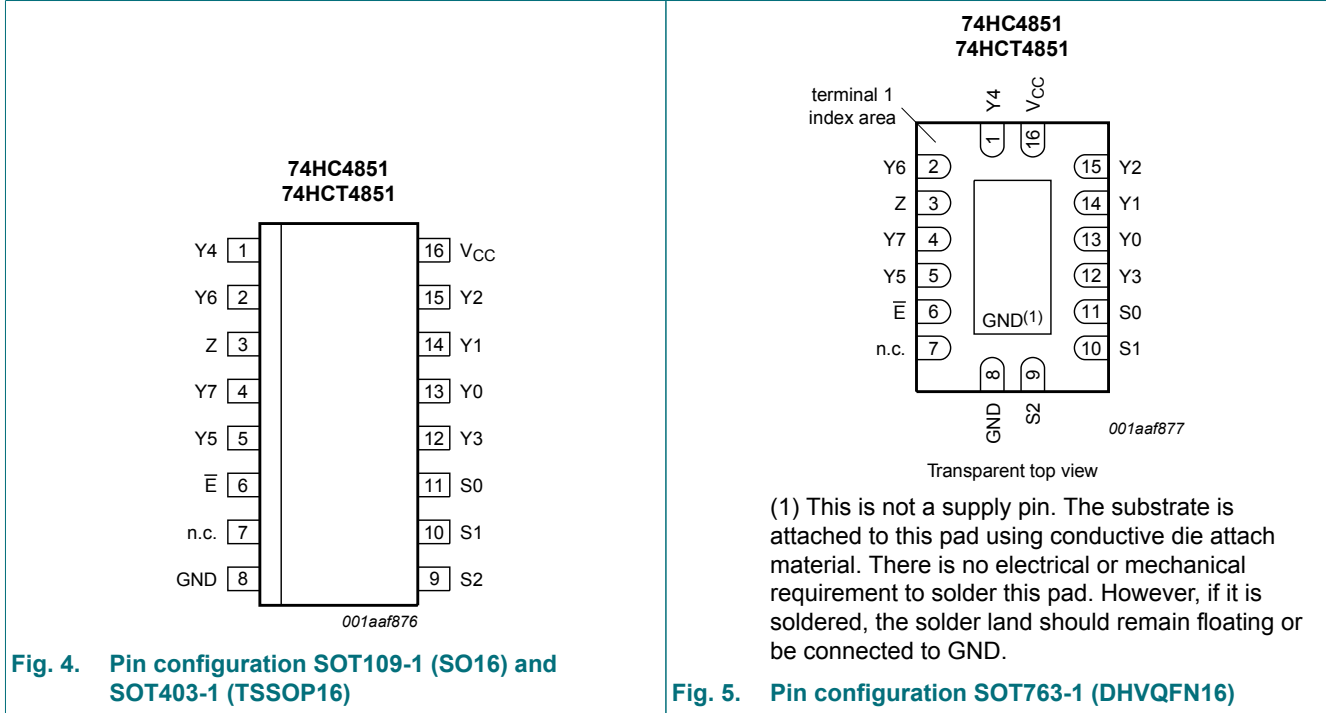 74HC4851
74HCT4851
Y4 1
Y6 2
Z 3
Y7 4
Y5 5
E̅ 6
n.c. 7
GND 8
16 VCC
15 Y2
14 Y1
13 Y0
12 Y3
11 S0
10 S1
9 S2
001aaf876
Fig. 4. Pin configuration SOT109-1 (SO16) and
SOT403-1 (TSSOP16)
74HC4851
74HCT4851
terminal 1
index area
Y4
VCC
1
16
Y6 2
Z 3
Y7 4
Y5 5
E̅ 6
n.c. 7
15 Y2
14 Y1
13 Y0
12 Y3
11 S0
10 S1
GND(1)
8
9
GND
S2
001aaf877
Transparent top view
(1) This is not a supply pin. The substrate is
attached to this pad using conductive die attach
material. There is no electrical or mechanical
requirement to solder this pad. However, if it is
soldered, the solder land should remain floating or
be connected to GND.
Fig. 5. Pin configuration SOT763-1 (DHVQFN16)